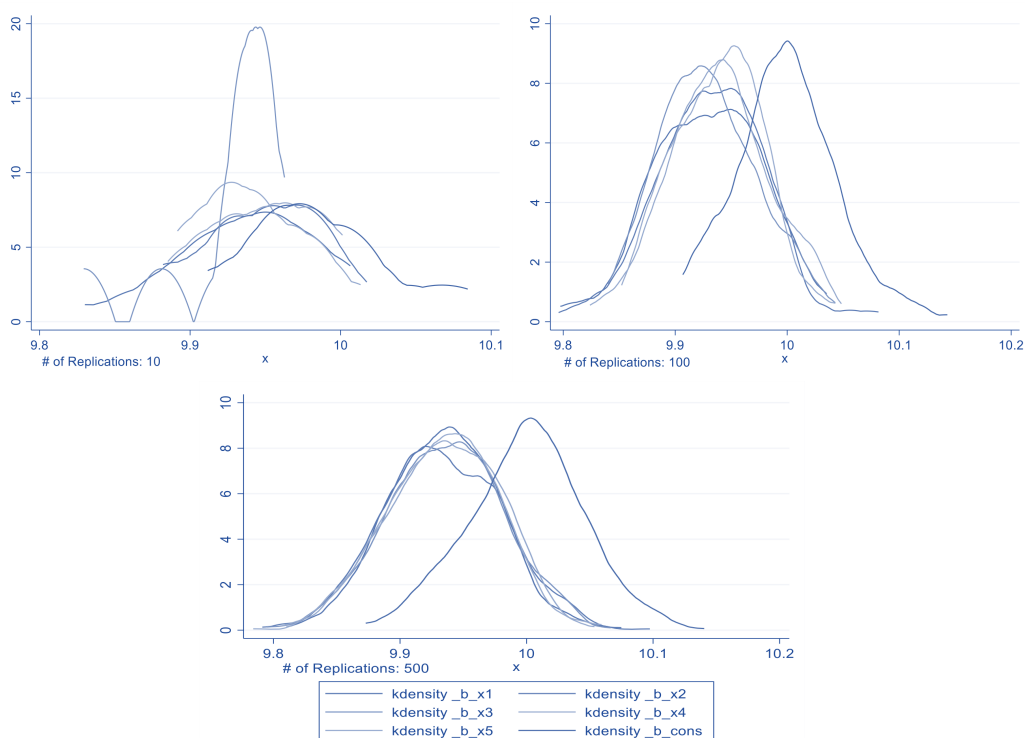 20
15
10
5
0
9.8 9.9 10 10.1
x
# of Replications: 10
10
8
6
4
2
0
9.8 9.9 10 10.1 10.2
x
# of Replications: 100
10
8
6
4
2
0
9.8 9.9 10 10.1 10.2
x
# of Replications: 500
kdensity _b_x1 kdensity _b_x2
kdensity _b_x3 kdensity _b_x4
kdensity _b_x5 kdensity _b_cons